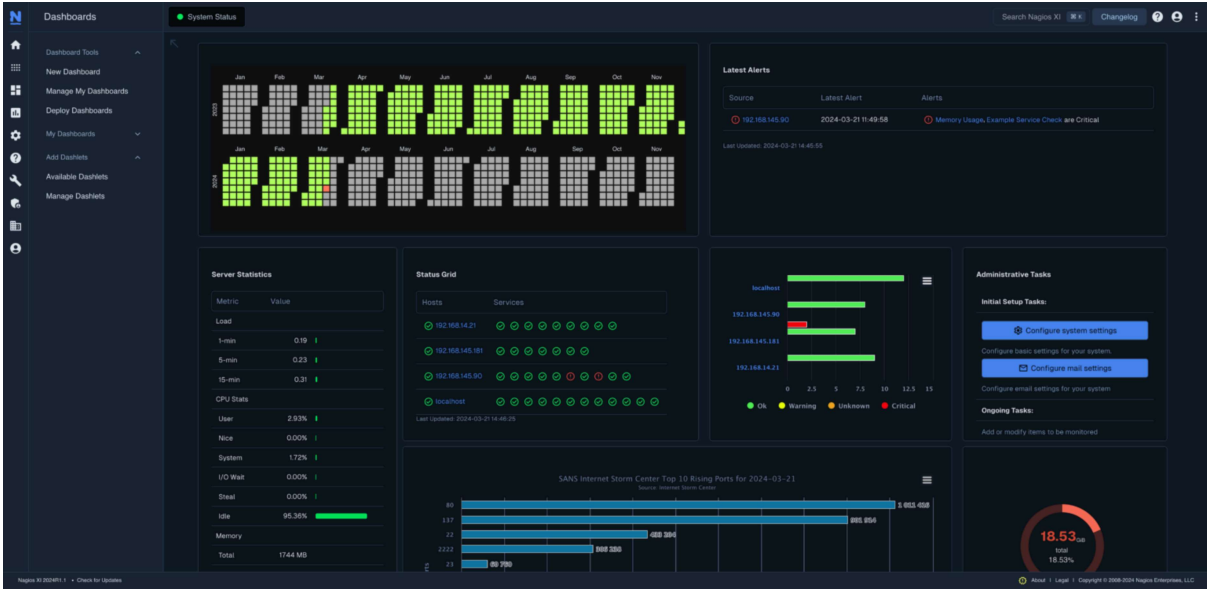 Dashboards
System Status
Search Nagios XI
Changelog
Dashboard Tools
New Dashboard
Manage My Dashboards
Deploy Dashboards
My Dashboards
Add Dashlets
Available Dashlets
Manage Dashlets
Jan Feb Mar Apr May Jun Jul Aug Sep Oct Nov
2023
Jan Feb Mar Apr May Jun Jul Aug Sep Oct Nov
2024
Latest Alerts
Source Latest Alert Alerts
192.168.145.90 2024-03-21 11:49:58 Memory Usage, Example Service Check are Critical
Last Updated: 2024-03-21 14:45:55
Server Statistics
Metric Value
Load
1-min 0.19
5-min 0.23
15-min 0.31
CPU Stats
User 2.93%
Nice 0.00%
System 1.72%
I/O Wait 0.00%
Steal 0.00%
Idle 95.36%
Memory
Total 1744 MB
Status Grid
Hosts Services
192.168.14.21
192.168.145.181
192.168.145.90
localhost
Last Updated: 2024-03-21 14:46:25
localhost
192.168.145.90
192.168.145.181
192.168.14.21
0 2.5 5 7.5 10 12.5 15
Ok Warning Unknown Critical
Administrative Tasks
Initial Setup Tasks:
Configure system settings
Configure basic settings for your system.
Configure mail settings
Configure email settings for your system
Ongoing Tasks:
Add or modify items to be monitored
SANS Internet Storm Center Top 10 Rising Ports for 2024-03-21
Source: Internet Storm Center
80
137
22
2222
23
18.53 GB
total
18.53%
Nagios XI 2024R1.1 • Check for Updates
About | Legal | Copyright © 2008-2024 Nagios Enterprises, LLC